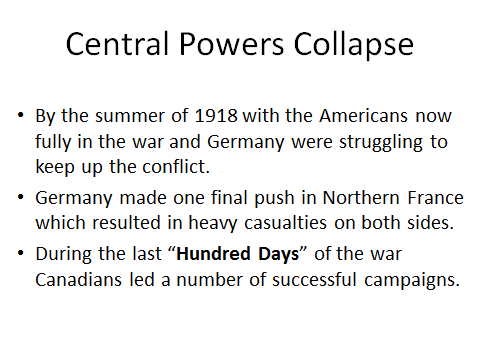 Central Powers Collapse
• By the summer of 1918 with the Americans now
fully in the war and Germany were struggling to
keep up the conflict.
• Germany made one final push in Northern France
which resulted in heavy casualties on both sides.
• During the last “Hundred Days” of the war
Canadians led a number of successful campaigns.